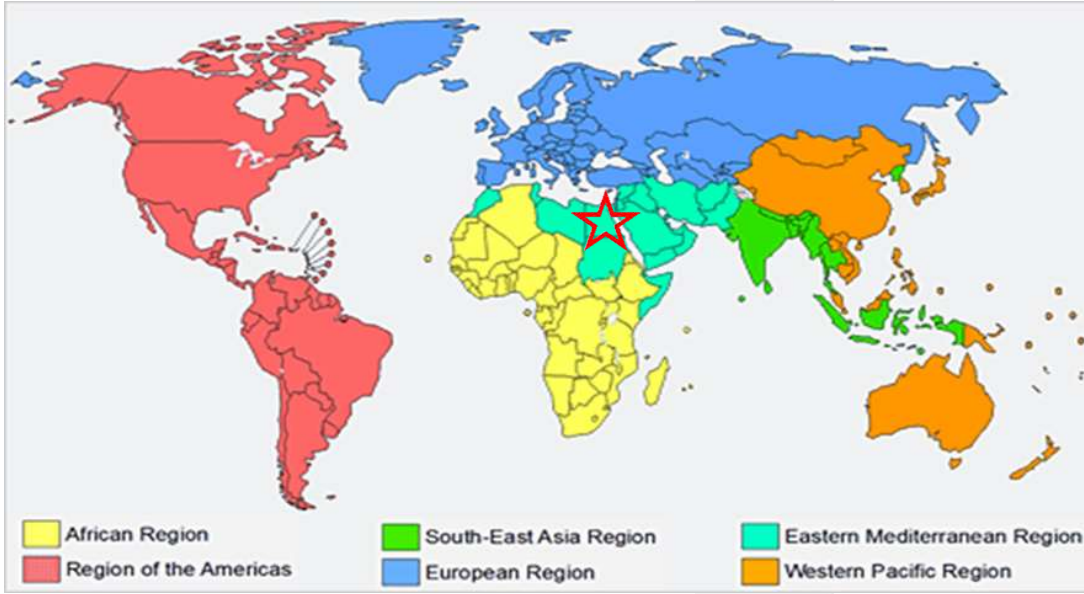 African Region
South-East Asia Region
Eastern Mediterranean Region
Region of the Americas
European Region
Western Pacific Region